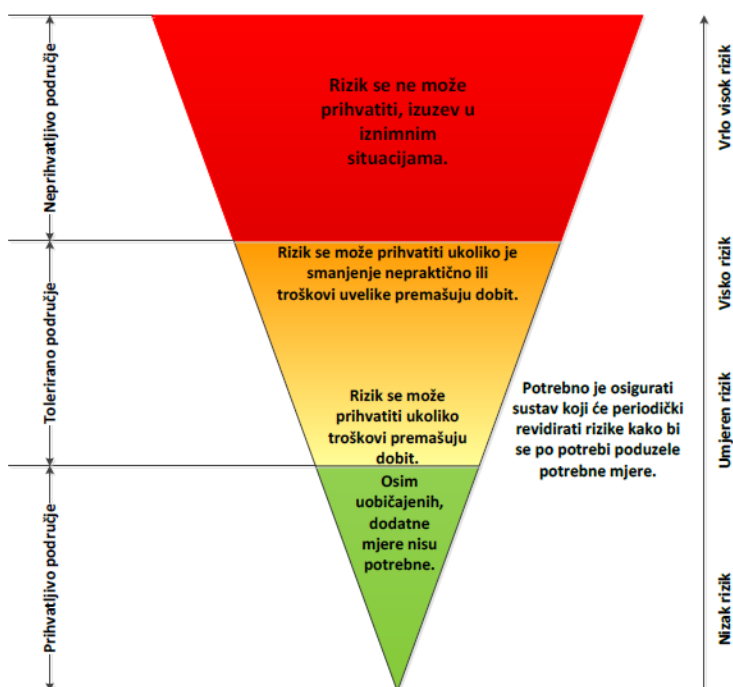 Neprihvatljivo područje
Rizik se ne može
prihvatiti, izuzev u
iznimnim
situacijama.
Vrlo visok rizik
Tolerirano područje
Rizik se može prihvatiti ukoliko je
smanjenje nepraktično ili
troškovi uvelike premašuju dobit.
Visko rizik
Rizik se može
prihvatiti ukoliko
troškovi premašuju
dobit.
Potrebno je osigurati
sustav koji će periodički
revidirati rizike kako bi
se po potrebi poduzele
potrebne mjere.
Umjeren rizik
Prihvatljivo područje
Osim
uobičajenih,
dodatne
mjere nisu
potrebne.
Nizak rizik